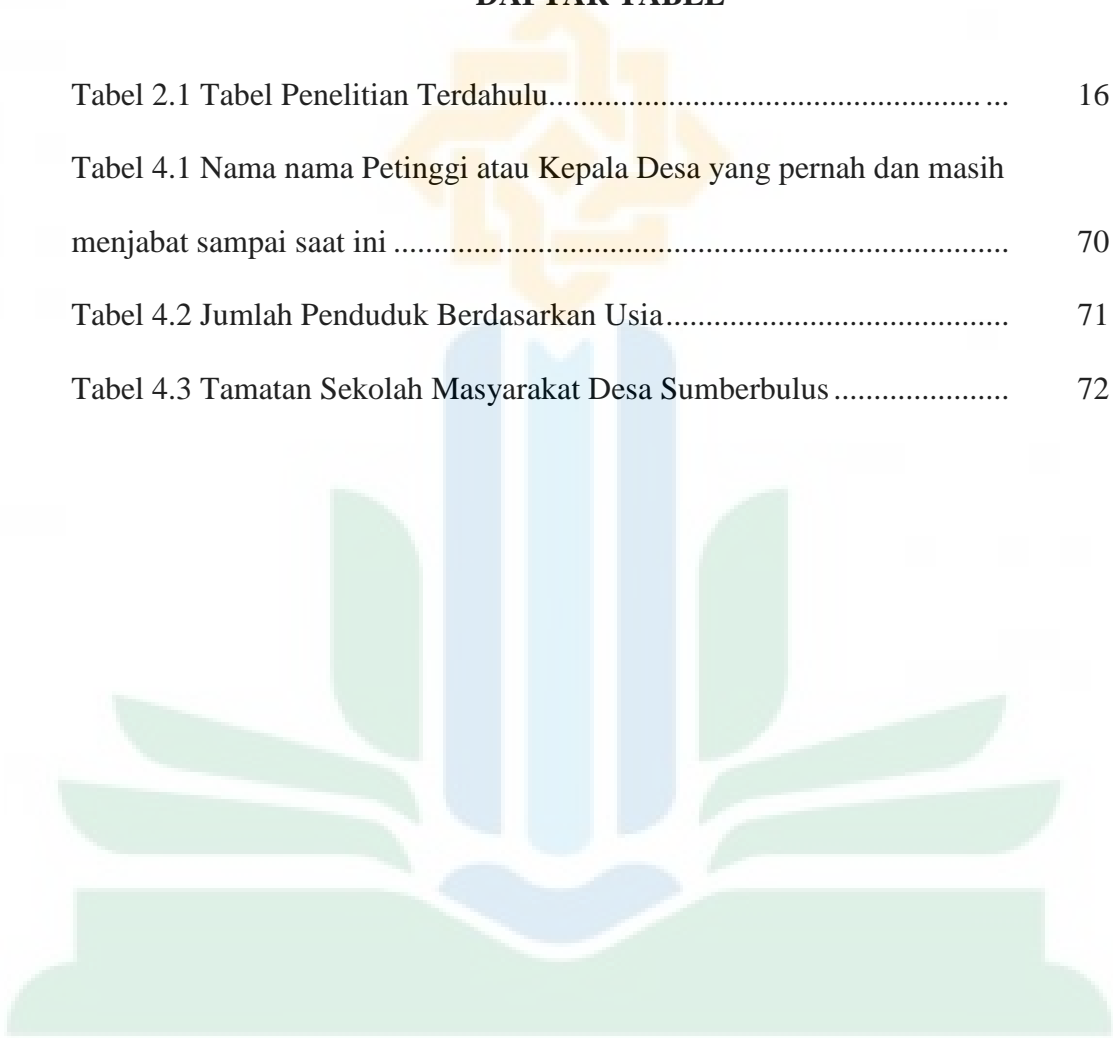 DAFTAR TABEL
Tabel 2.1 Tabel Penelitian Terdahulu......................................................... 16
Tabel 4.1 Nama nama Petinggi atau Kepala Desa yang pernah dan masih
menjabat sampai saat ini ............................................................................. 70
Tabel 4.2 Jumlah Penduduk Berdasarkan Usia........................................... 71
Tabel 4.3 Tamatan Sekolah Masyarakat Desa Sumberbulus ...................... 72